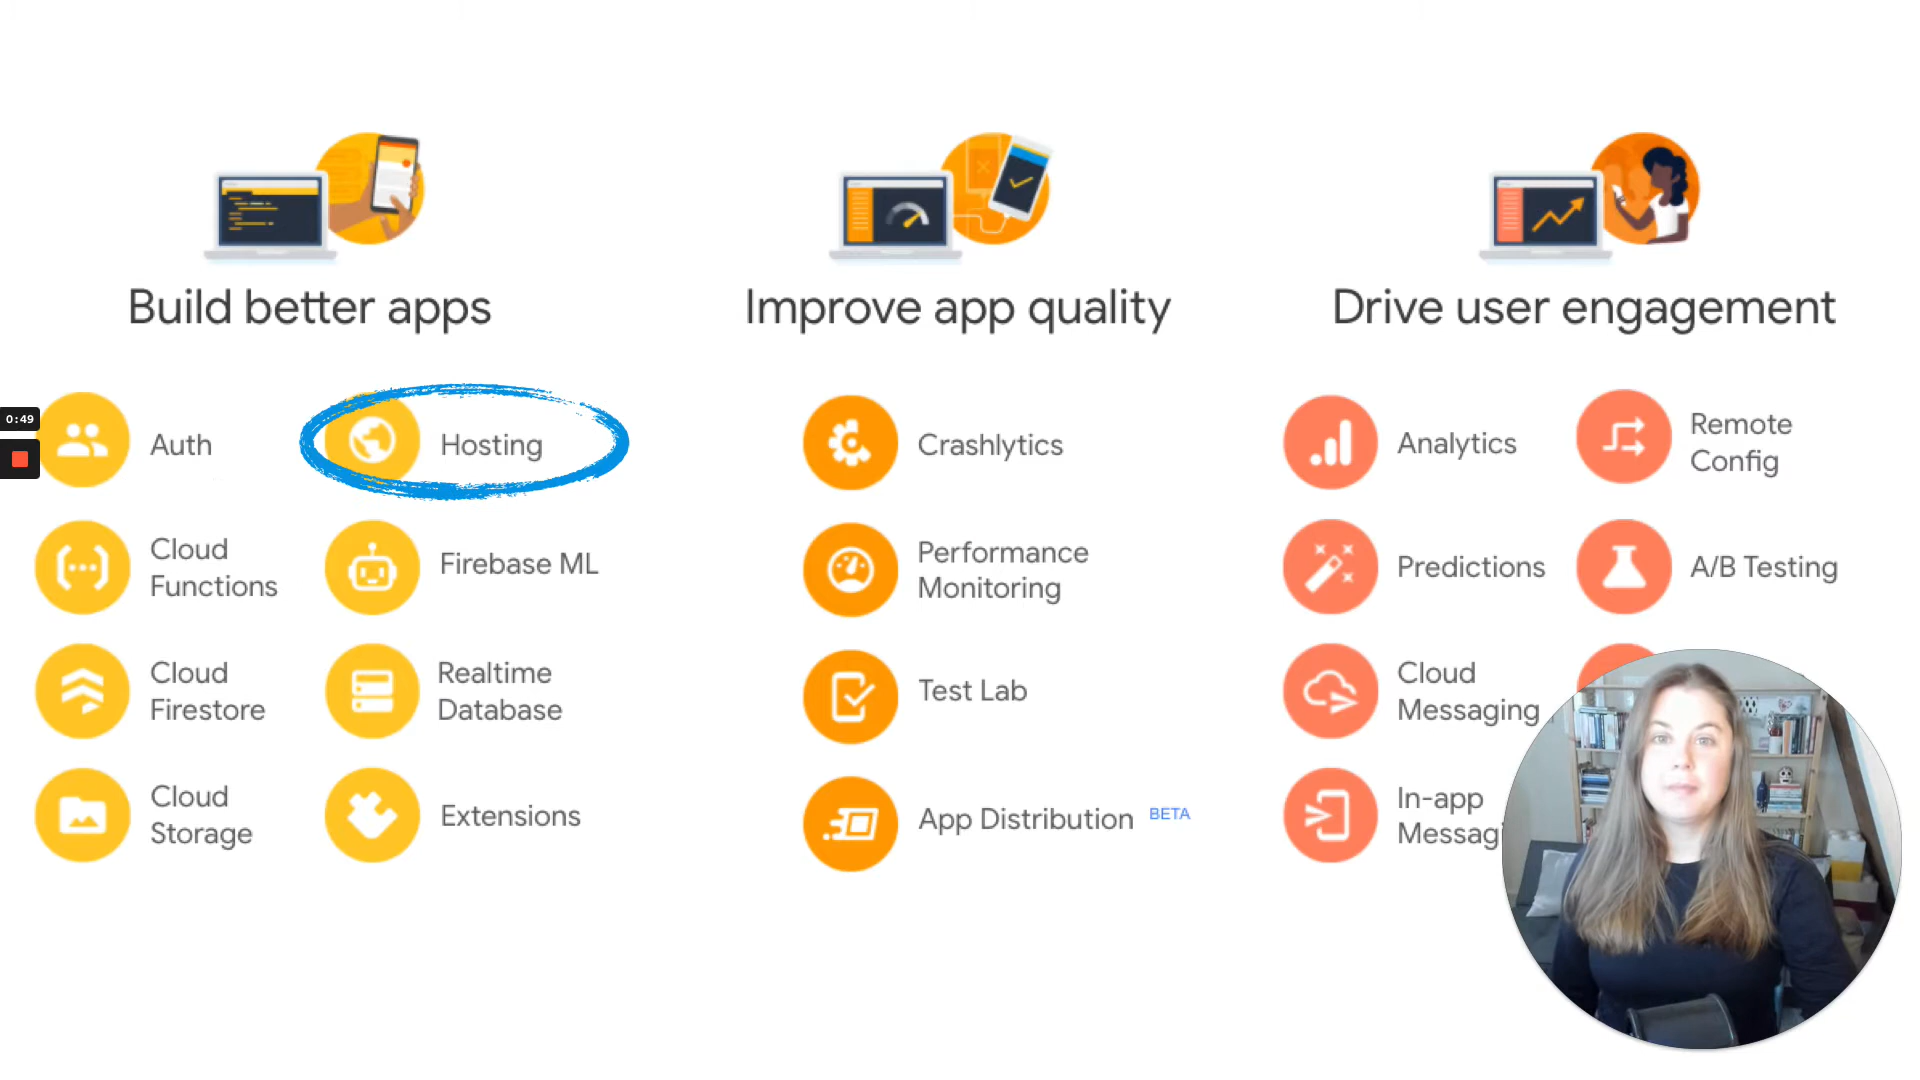 Build better apps
Improve app quality
Drive user engagement
0:49
Auth
Hosting
Cloud
Functions
Firebase ML
Cloud
Firestore
Realtime
Database
Cloud
Storage
Extensions
Crashlytics
Performance
Monitoring
Test Lab
App Distribution BETA
Analytics
Remote
Config
Predictions
A/B Testing
Cloud
Messaging
In-app
Messagi